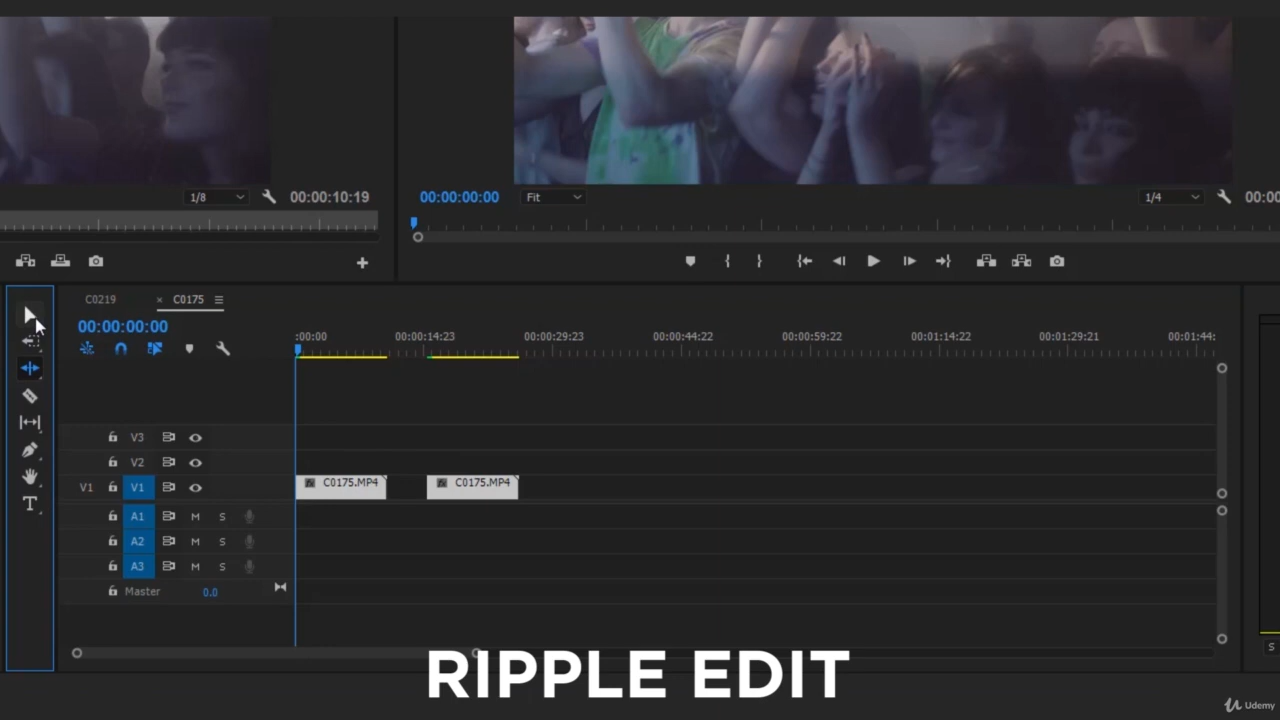 1/8 00:00:10:19
00:00:00:00 Fit 1/4 00:00
C0219 × C0175
00:00:00:00
:00:00 00:00:14:23 00:00:29:23 00:00:44:22 00:00:59:22 00:01:14:22 00:01:29:21 00:01:44:
V3
V2
V1 V1 fx C0175.MP4 fx C0175.MP4
A1 M S
A2 M S
A3 M S
Master 0.0
T
S
RIPPLE EDIT
Udemy